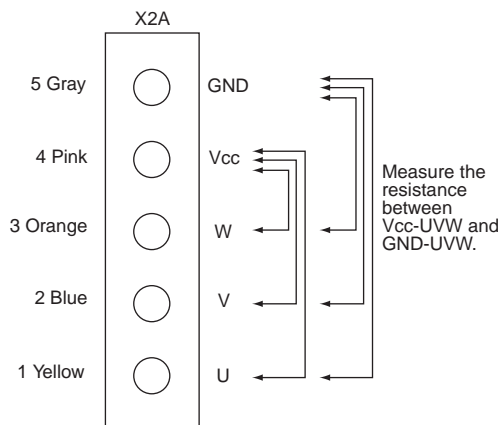 X2A
5 Gray GND
4 Pink Vcc
3 Orange W
2 Blue V
1 Yellow U
Measure the
resistance
between
Vcc-UVW and
GND-UVW.